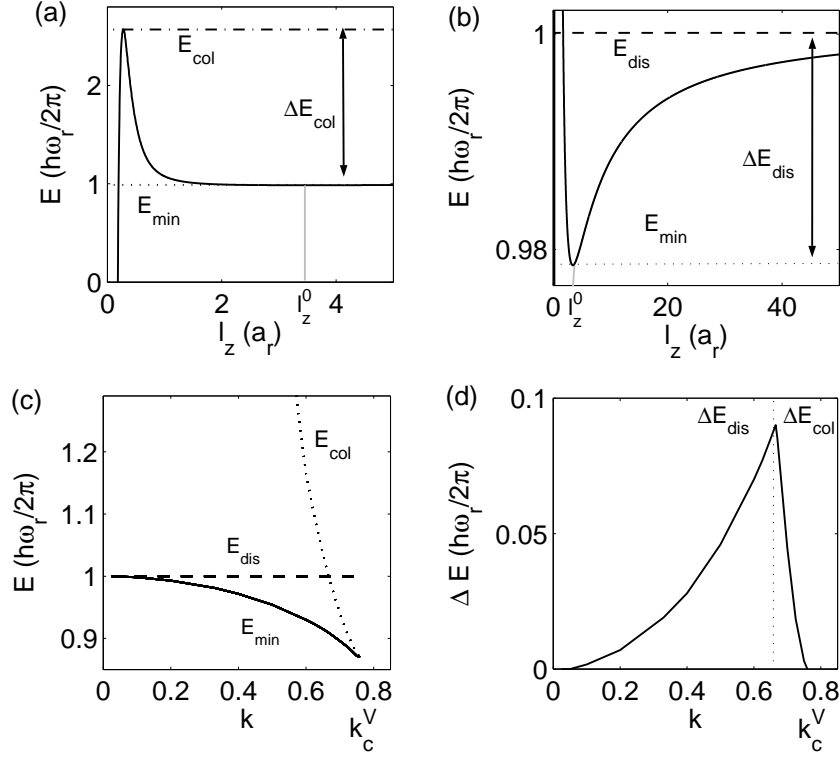 (a)
E (hω_r/2π)
2
1
0
E_col
ΔE_col
E_min
0
2
l_z^0
4
l_z (a_r)
(b)
E (hω_r/2π)
1
0.98
E_dis
ΔE_dis
E_min
0
l_z^0
20
40
l_z (a_r)
(c)
E (hω_r/2π)
1.2
1.1
1
0.9
E_col
E_dis
E_min
0
0.2
0.4
0.6
0.8
k
k_c^V
(d)
Δ E (hω_r/2π)
0.1
0.05
0
ΔE_dis
ΔE_col
0
0.2
0.4
0.6
0.8
k
k_c^V